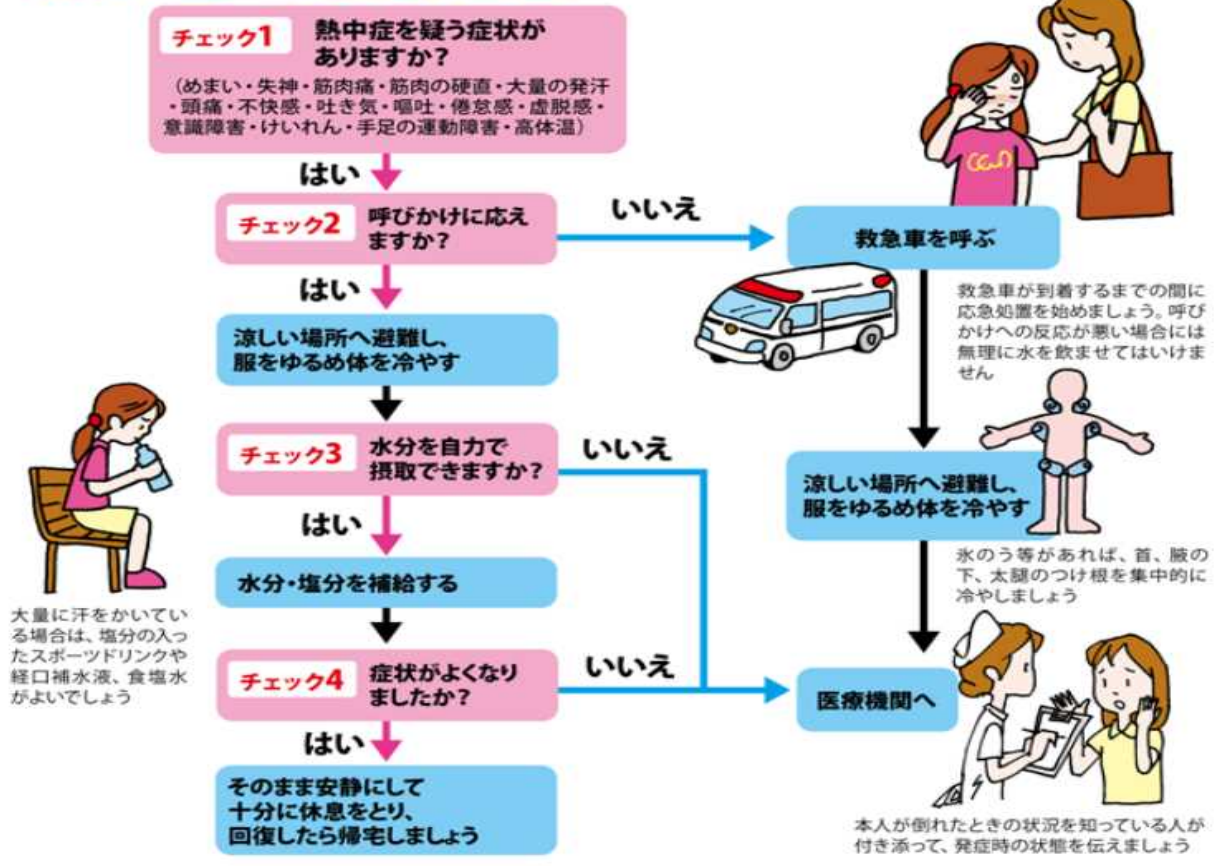 チェック1
熱中症を疑う症状が
ありますか？
（めまい・失神・筋肉痛・筋肉の硬直・大量の発汗
・頭痛・不快感・吐き気・嘔吐・倦怠感・虚脱感・
意識障害・けいれん・手足の運動障害・高体温）
はい
チェック2
呼びかけに応え
ますか？
いいえ
救急車を呼ぶ
救急車が到着するまでの間に
応急処置を始めましょう。呼び
かけへの反応が悪い場合には
無理に水を飲ませてはいけま
せん
はい
涼しい場所へ避難し、
服をゆるめ体を冷やす
チェック3
水分を自力で
摂取できますか？
いいえ
涼しい場所へ避難し、
服をゆるめ体を冷やす
氷のう等があれば、首、腋の
下、太腿のつけ根を集中的に
冷やしましょう
はい
水分・塩分を補給する
大量に汗をかいてい
る場合は、塩分の入っ
たスポーツドリンクや
経口補水液、食塩水
がよいでしょう
チェック4
症状がよくなり
ましたか？
いいえ
医療機関へ
本人が倒れたときの状況を知っている人が
付き添って、発症時の状態を伝えましょう
はい
そのまま安静にして
十分に休息をとり、
回復したら帰宅しましょう